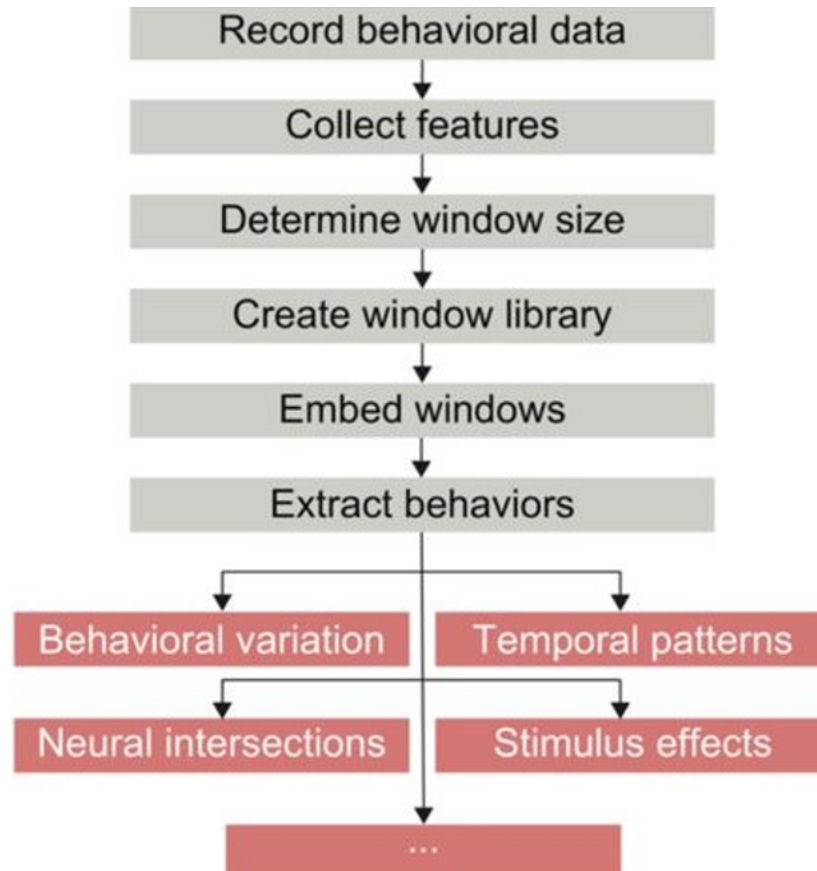 Record behavioral data
Collect features
Determine window size
Create window library
Embed windows
Extract behaviors
Behavioral variation
Temporal patterns
Neural intersections
Stimulus effects
...